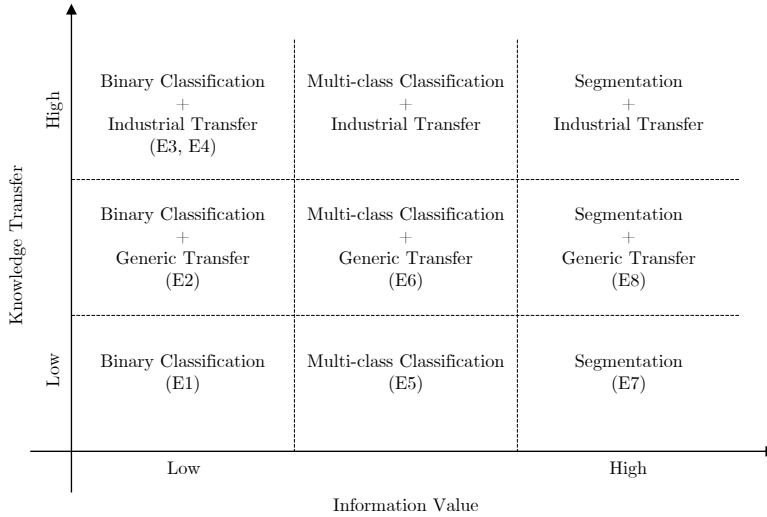 High
Binary Classification
+
Industrial Transfer
(E3, E4)
Multi-class Classification
+
Industrial Transfer
Segmentation
+
Industrial Transfer
Knowledge Transfer
Binary Classification
+
Generic Transfer
(E2)
Multi-class Classification
+
Generic Transfer
(E6)
Segmentation
+
Generic Transfer
(E8)
Low
Binary Classification
(E1)
Multi-class Classification
(E5)
Segmentation
(E7)
Low
High
Information Value